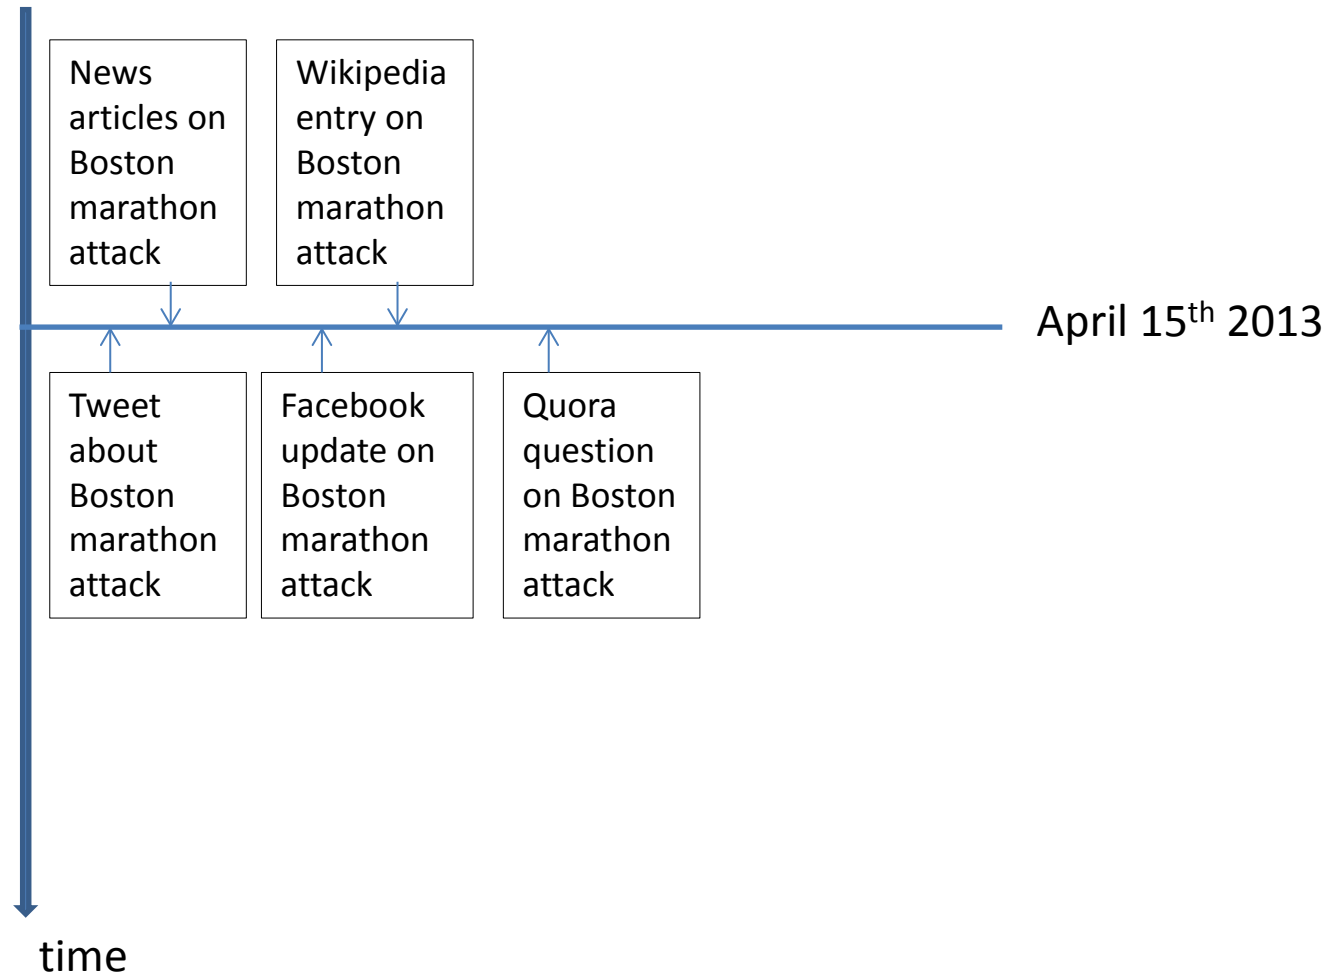 News
articles on
Boston
marathon
attack
Wikipedia
entry on
Boston
marathon
attack
April 15th 2013
Tweet
about
Boston
marathon
attack
Facebook
update on
Boston
marathon
attack
Quora
question
on Boston
marathon
attack
time